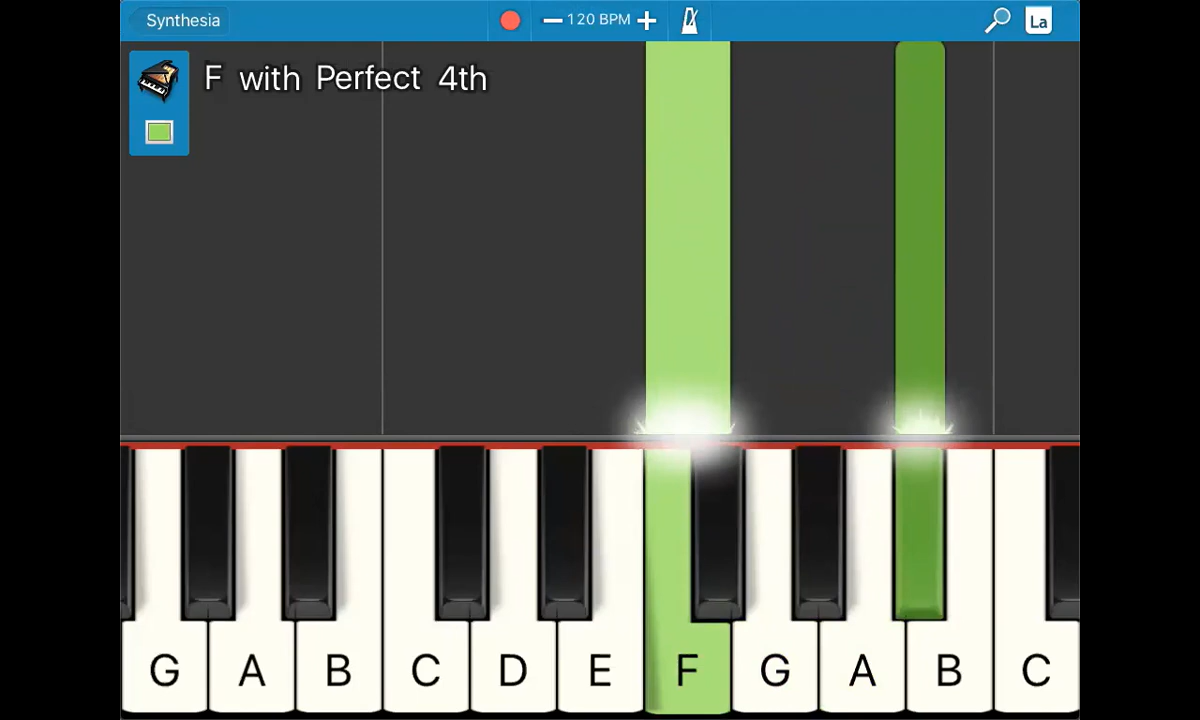 Synthesia
120 BPM
La
F with Perfect 4th
G A B C D E F G A B C